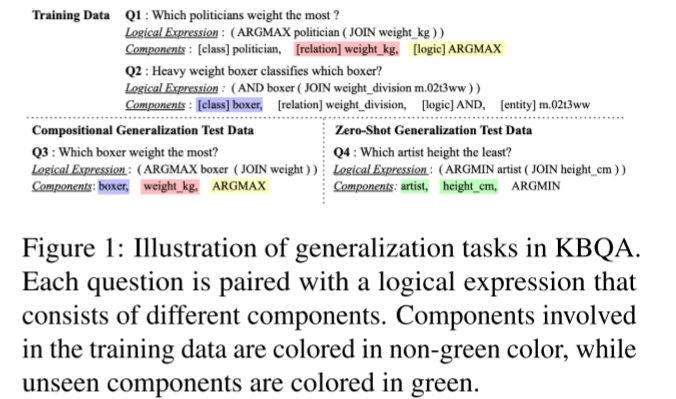 Training Data Q1 : Which politicians weight the most ?
Logical Expression : ( ARGMAX politician ( JOIN weight_kg ) )
Components : [class] politician, [relation] weight_kg, [logic] ARGMAX
Q2 : Heavy weight boxer classifies which boxer?
Logical Expression : ( AND boxer ( JOIN weight_division m.02t3ww ) )
Components : [class] boxer, [relation] weight_division, [logic] AND, [entity] m.02t3ww
Compositional Generalization Test Data
Q3 : Which boxer weight the most?
Logical Expression : ( ARGMAX boxer ( JOIN weight ) )
Components: boxer, weight_kg, ARGMAX
Zero-Shot Generalization Test Data
Q4 : Which artist height the least?
Logical Expression : ( ARGMIN artist ( JOIN height_cm ) )
Components: artist, height_cm, ARGMIN
Figure 1: Illustration of generalization tasks in KBQA.
Each question is paired with a logical expression that
consists of different components. Components involved
in the training data are colored in non-green color, while
unseen components are colored in green.